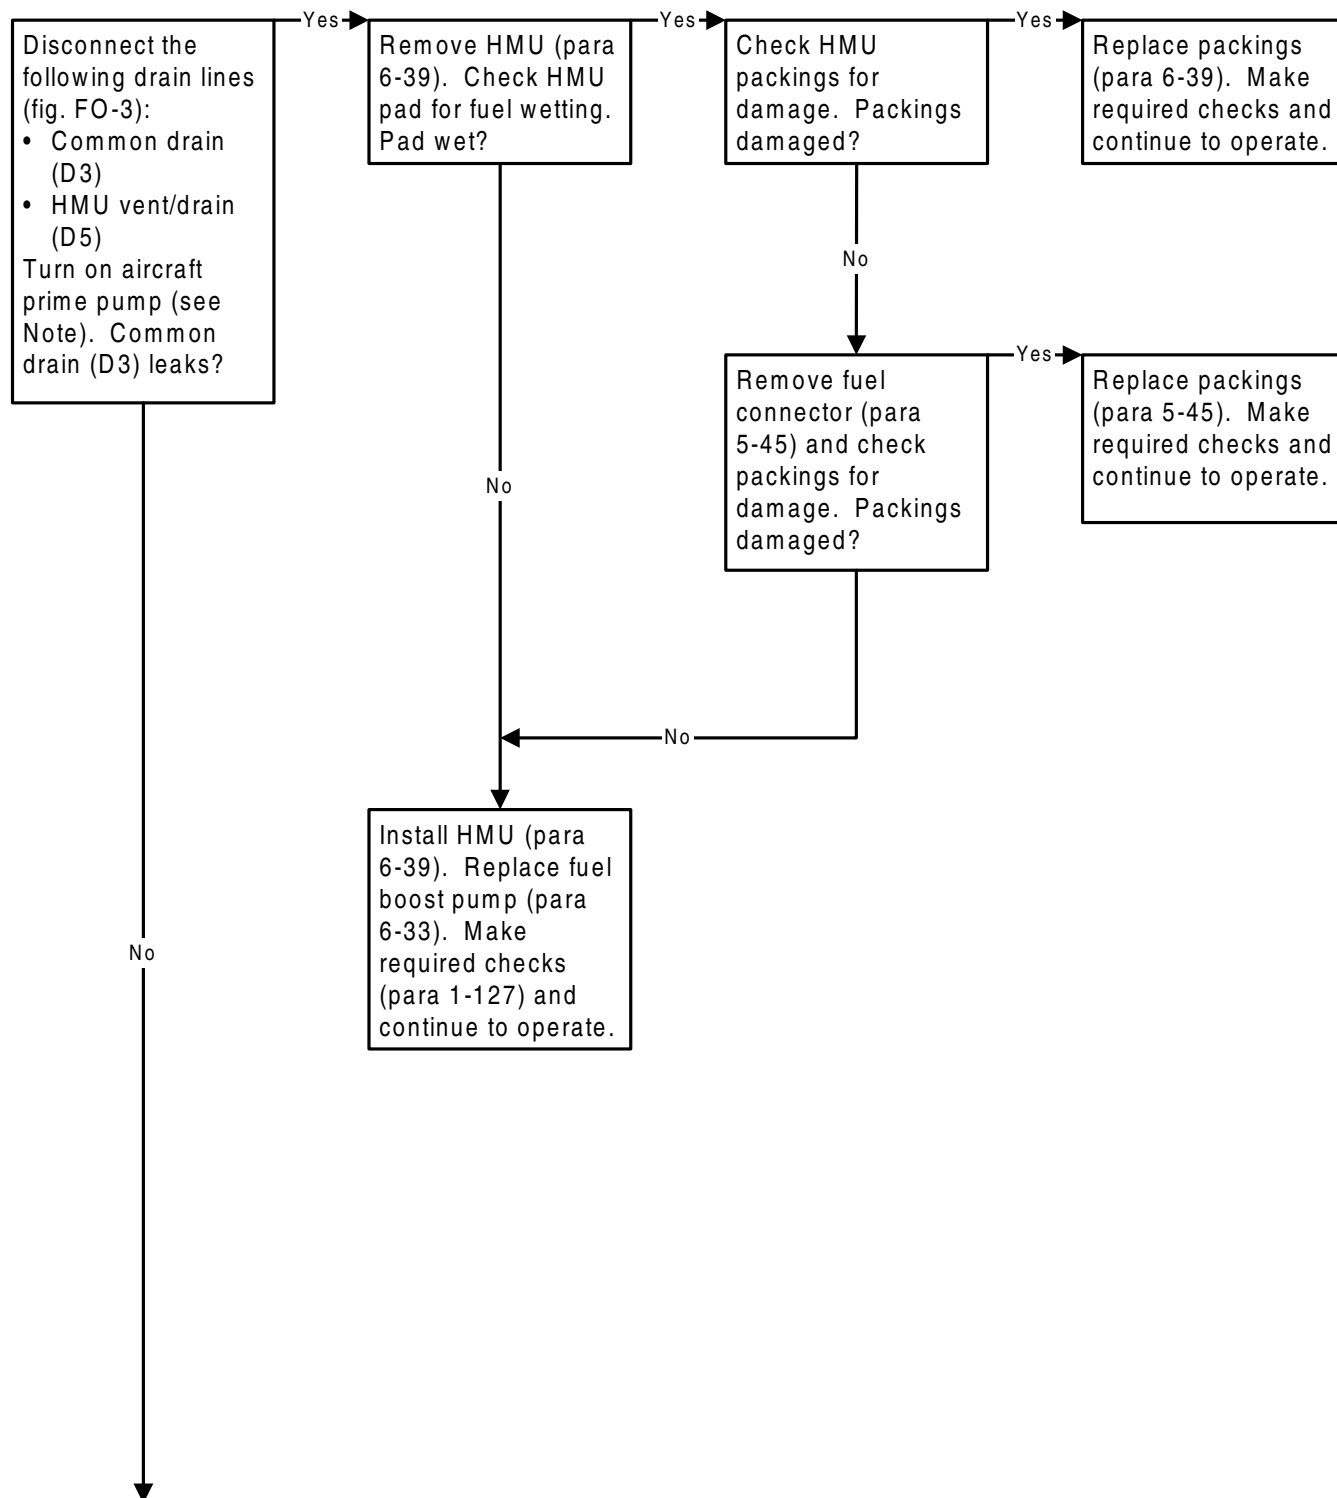 Disconnect the
following drain lines
(fig. FO-3):
• Common drain
(D3)
• HMU vent/drain
(D5)
Turn on aircraft
prime pump (see
Note). Common
drain (D3) leaks?
Yes
Remove HMU (para
6-39). Check HMU
pad for fuel wetting.
Pad wet?
Yes
Check HMU
packings for
damage. Packings
damaged?
Yes
Replace packings
(para 6-39). Make
required checks and
continue to operate.
No
Remove fuel
connector (para
5-45) and check
packings for
damage. Packings
damaged?
Yes
Replace packings
(para 5-45). Make
required checks and
continue to operate.
No
No
Install HMU (para
6-39). Replace fuel
boost pump (para
6-33). Make
required checks
(para 1-127) and
continue to operate.
No